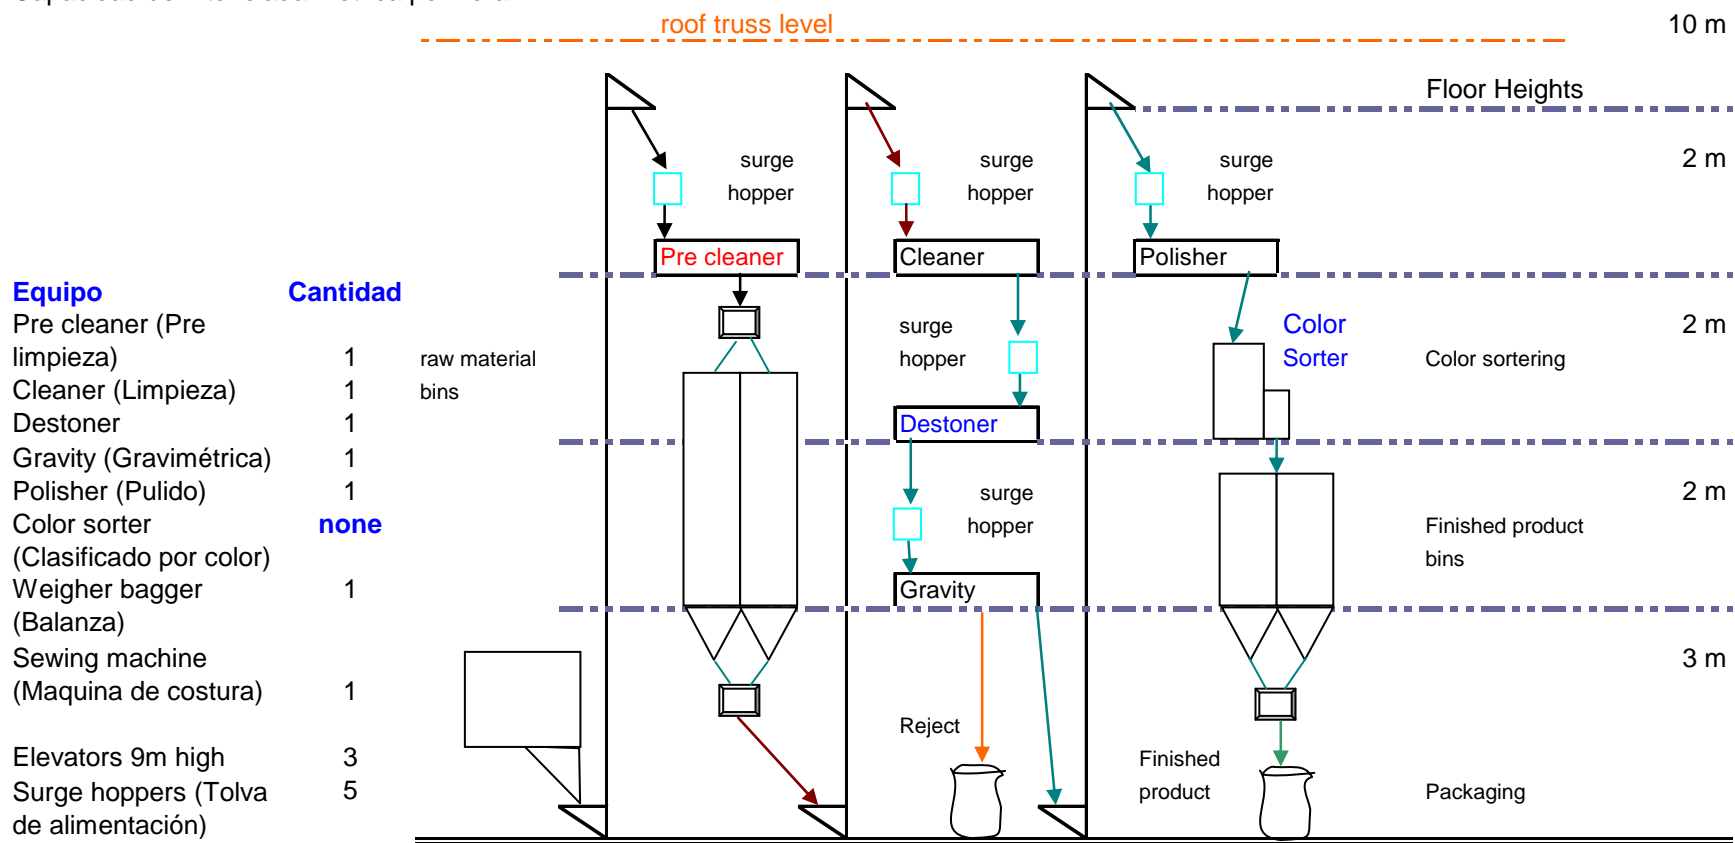 roof truss level
10 m
Floor Heights
surge
hopper
surge
hopper
surge
hopper
2 m
Pre cleaner
Cleaner
Polisher
Equipo Cantidad
Pre cleaner (Pre
limpieza) 1
Cleaner (Limpieza) 1
Destoner 1
Gravity (Gravimétrica) 1
Polisher (Pulido) 1
Color sorter none
(Clasificado por color)
Weigher bagger 1
(Balanza)
Sewing machine
(Maquina de costura) 1
Elevators 9m high 3
Surge hoppers (Tolva 5
de alimentación)
raw material
bins
surge
hopper
Color
Sorter
Color sortering
2 m
Destoner
surge
hopper
2 m
Finished product
bins
Gravity
3 m
Reject
Finished
product
Packaging